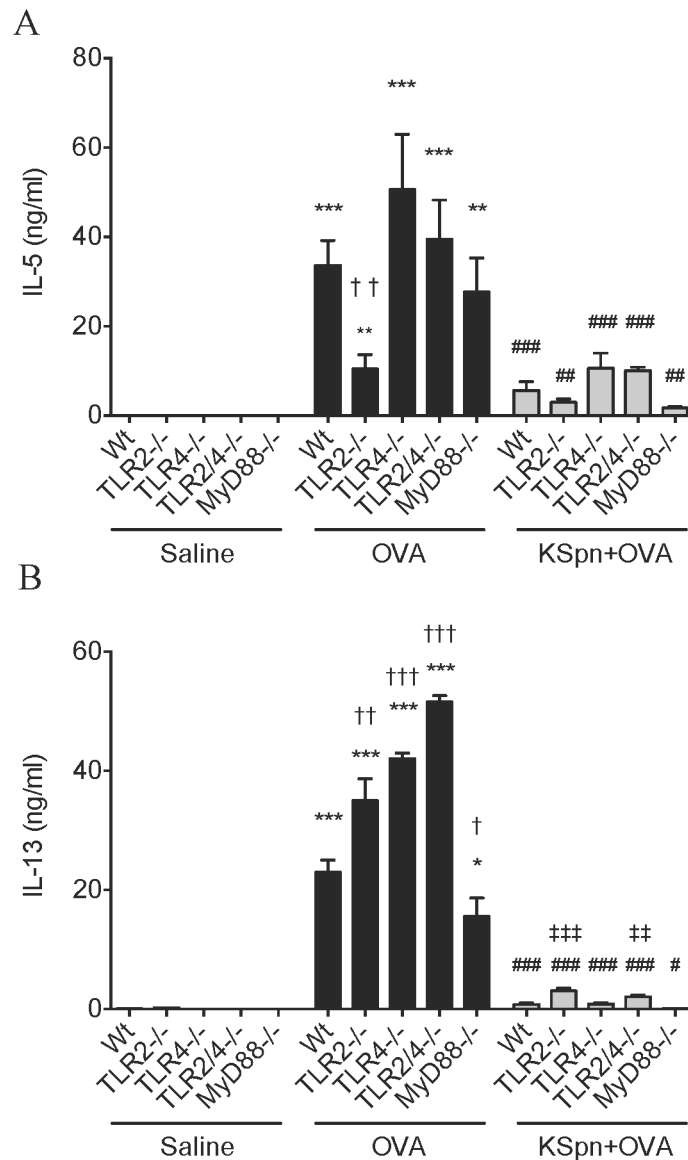 A
80
***
***
60
***
**
IL-5 (ng/ml)
40
† †
**
20
###
##
###
###
##
0
Wt
TLR2-/-
TLR4-/-
TLR2/4-/-
MyD88-/-
Wt
TLR2-/-
TLR4-/-
TLR2/4-/-
MyD88-/-
Wt
TLR2-/-
TLR4-/-
TLR2/4-/-
MyD88-/-
Saline
OVA
KSpn+OVA
B
60
†††
***
†††
***
††
***
40
***
†
*
IL-13 (ng/ml)
20
‡‡‡
‡‡
###
###
###
###
#
0
Wt
TLR2-/-
TLR4-/-
TLR2/4-/-
MyD88-/-
Wt
TLR2-/-
TLR4-/-
TLR2/4-/-
MyD88-/-
Wt
TLR2-/-
TLR4-/-
TLR2/4-/-
MyD88-/-
Saline
OVA
KSpn+OVA